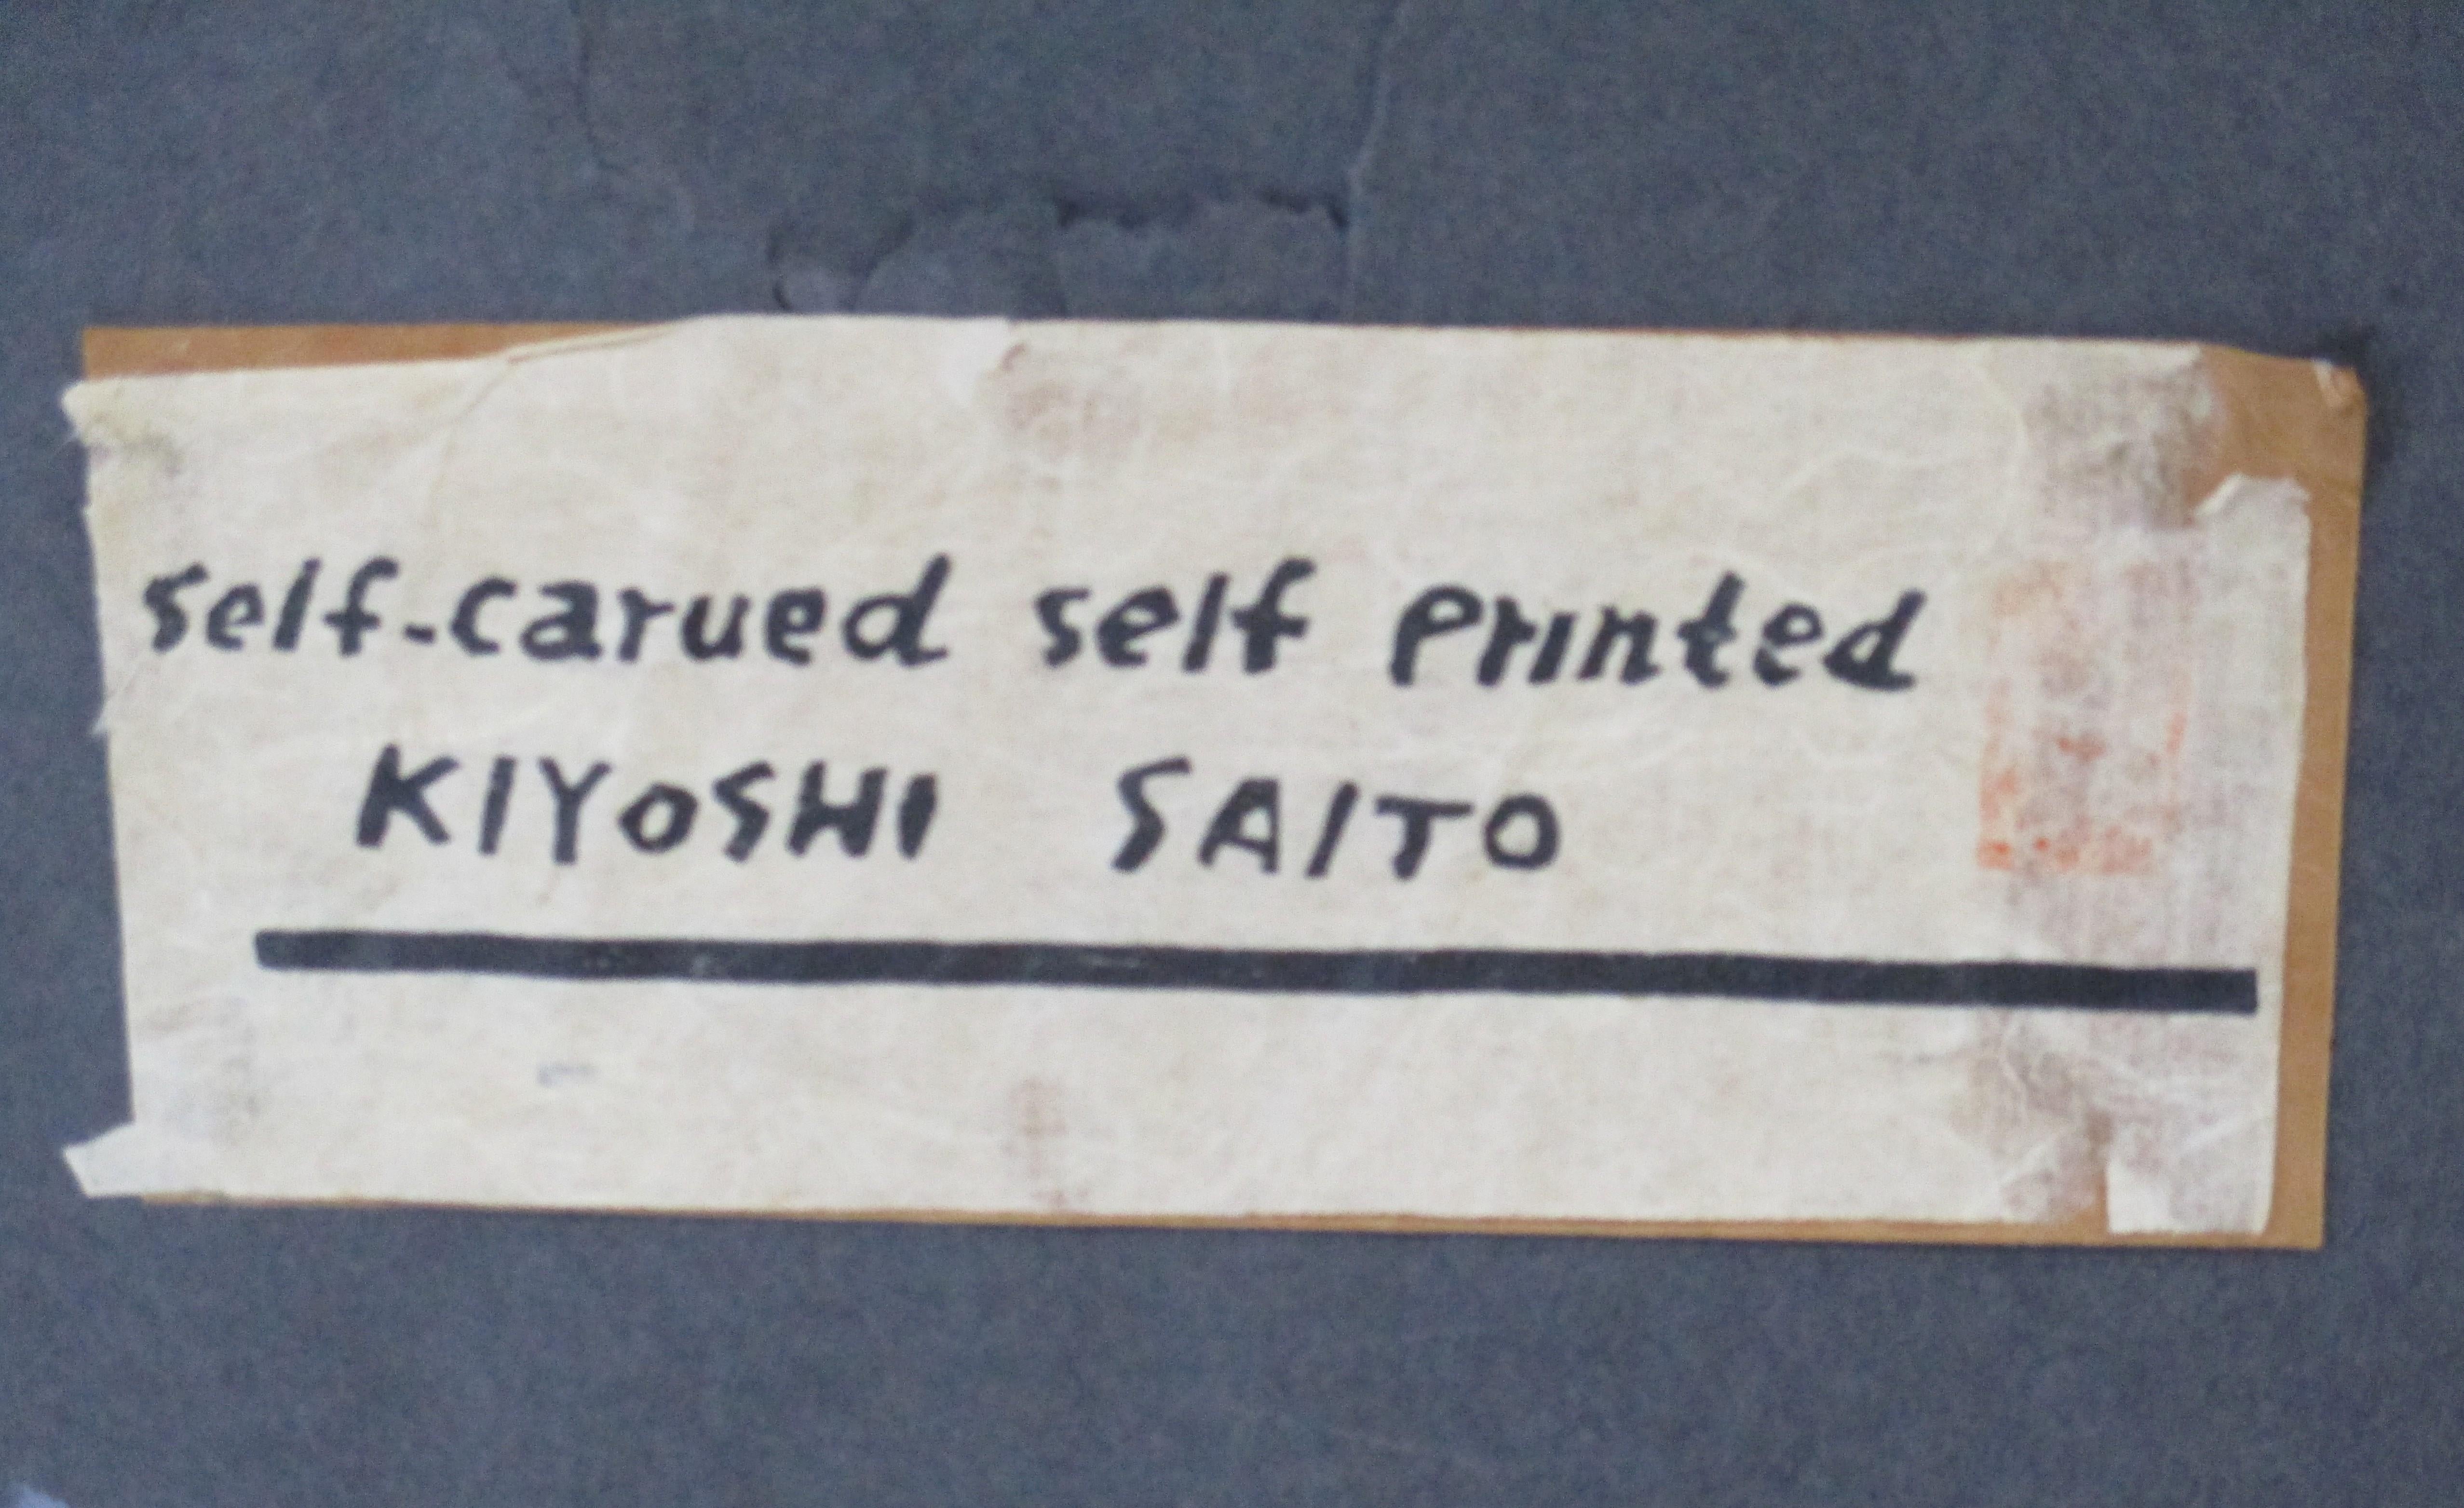 self-carued self Printed
KIYOSHI SAITO